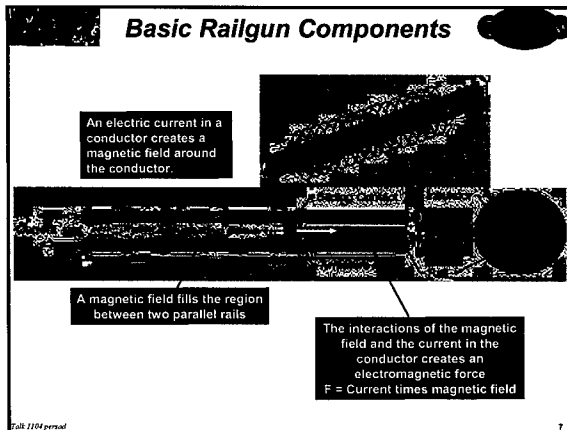 Basic Railgun Components
An electric current in a
conductor creates a
magnetic field around
the conductor.
A magnetic field fills the region
between two parallel rails
The interactions of the magnetic
field and the current in the
conductor creates an
electromagnetic force
F = Current times magnetic field
Talk 1104 persad
7